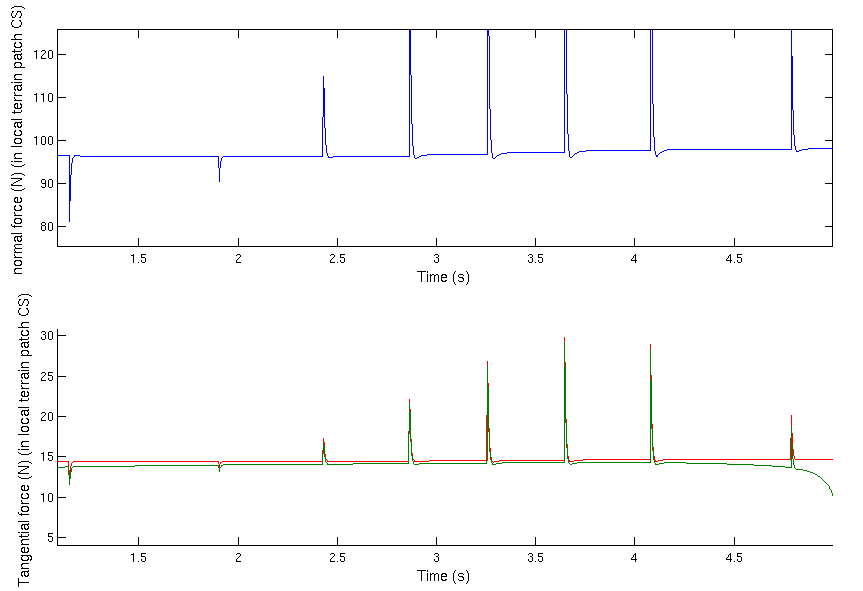 normal force (N) (in local terrain patch CS)
120
110
100
90
80
1.5 2 2.5 3 3.5 4 4.5
Time (s)
Tangential force (N) (in local terrain patch CS)
30
25
20
15
10
5
1.5 2 2.5 3 3.5 4 4.5
Time (s)